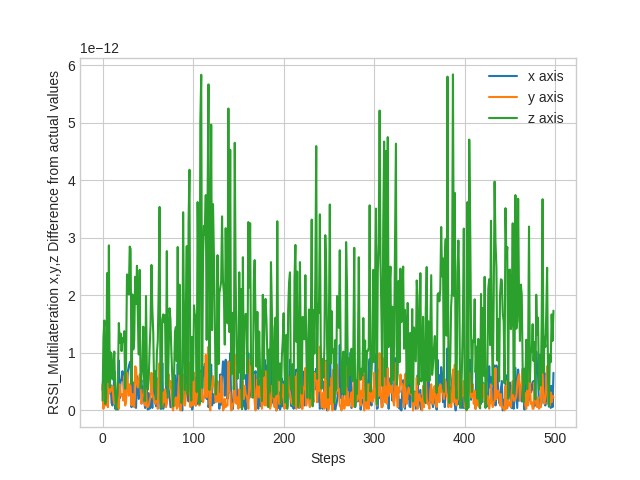 1e−12
6
5
4
3
2
1
0
0 100 200 300 400 500
Steps
RSSI_Multilateration x,y,z Difference from actual values
x axis
y axis
z axis